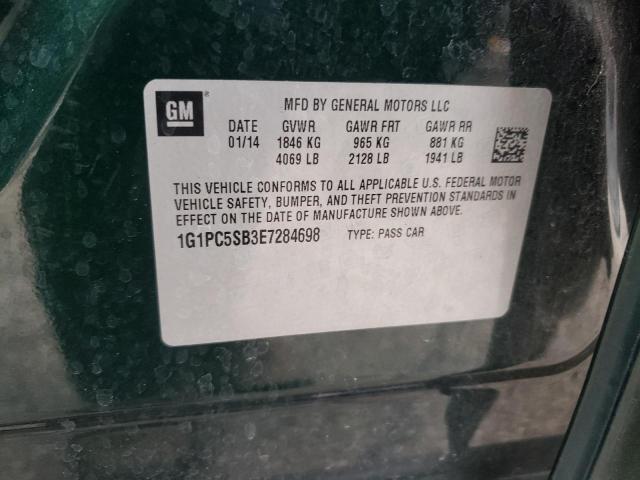 GM
MFD BY GENERAL MOTORS LLC
DATE GVWR GAWR FRT GAWR RR
01/14 1846 KG 965 KG 881 KG
4069 LB 2128 LB 1941 LB
THIS VEHICLE CONFORMS TO ALL APPLICABLE U.S. FEDERAL MOTOR
VEHICLE SAFETY, BUMPER, AND THEFT PREVENTION STANDARDS IN
EFFECT ON THE DATE OF MANUFACTURE SHOWN ABOVE.
1G1PC5SB3E7284698 TYPE: PASS CAR